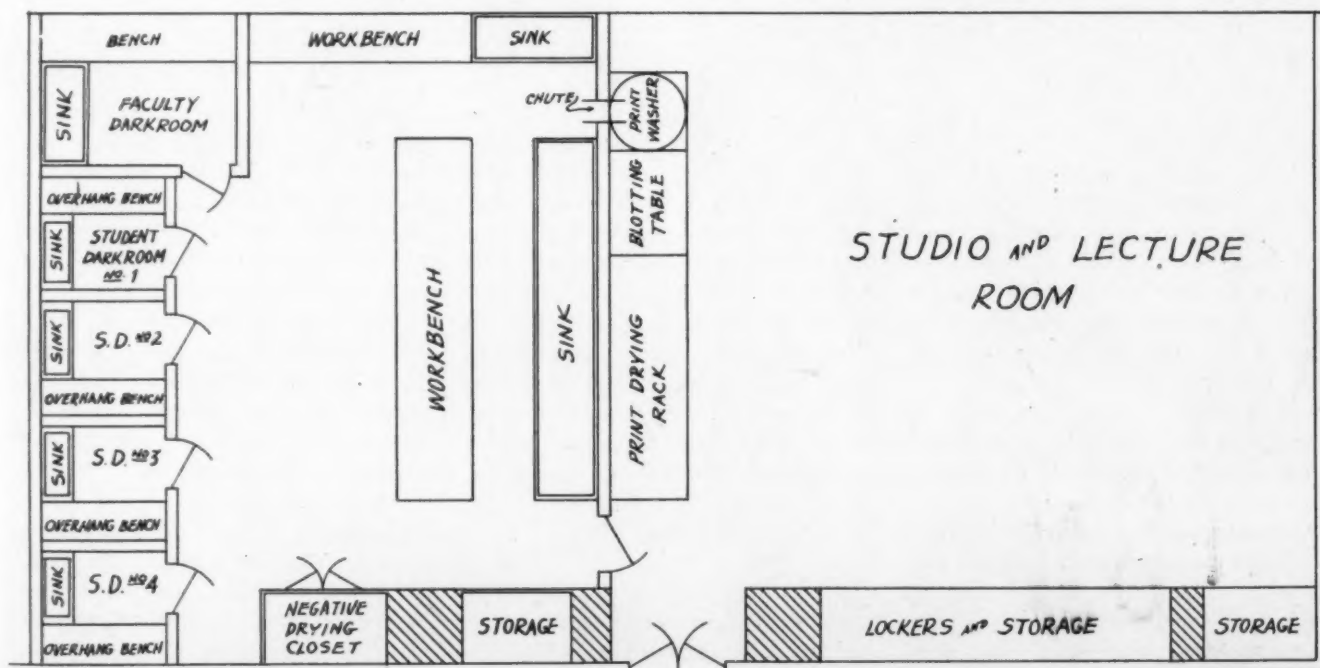 BENCH
WORKBENCH
SINK
SINK
FACULTY
DARKROOM
CHUTE
PRINT
WASHER
OVERHANG BENCH
SINK
STUDENT
DARKROOM
NO. 1
BLOTTING
TABLE
STUDIO AND LECTURE
ROOM
SINK
S.D. NO 2
OVERHANG BENCH
WORKBENCH
SINK
PRINT DRYING
RACK
SINK
S.D. NO 3
OVERHANG BENCH
SINK
S.D. NO 4
OVERHANG BENCH
NEGATIVE
DRYING
CLOSET
STORAGE
LOCKERS AND STORAGE
STORAGE